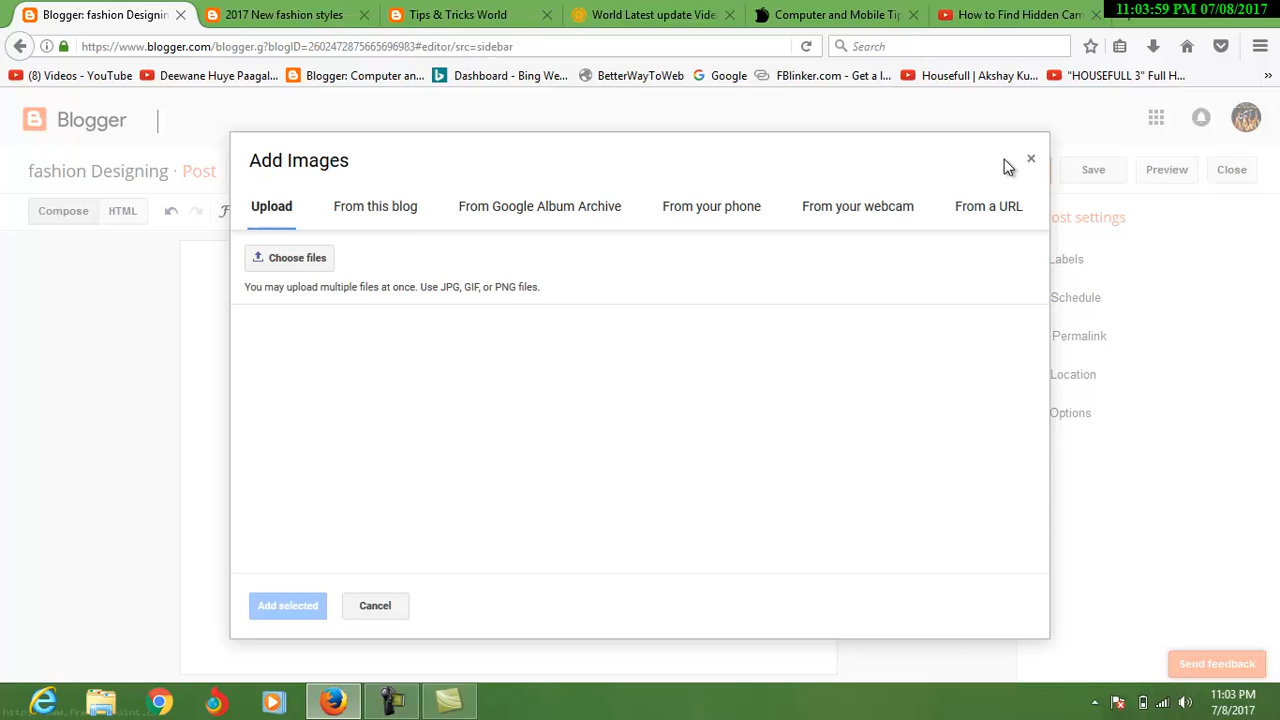 Blogger: fashion Designing
2017 New fashion styles
Tips & Tricks World
World Latest update Vide
Computer and Mobile Tip
How to Find Hidden Cam
11:03:59 PM 07/08/2017
https://www.blogger.com/blogger.g?blogID=2602472875665696983#editor/src=sidebar
Search
(8) Videos - YouTube
Deewane Huye Paagal...
Blogger: Computer an...
Dashboard - Bing We...
BetterWayToWeb
Google
FBlinker.com - Get a l...
Housefull | Akshay Ku...
"HOUSEFULL 3" Full H...
Blogger
fashion Designing · Post
Save
Preview
Close
Compose
HTML
Add Images
Upload
From this blog
From Google Album Archive
From your phone
From your webcam
From a URL
Choose files
You may upload multiple files at once. Use JPG, GIF, or PNG files.
Add selected
Cancel
ost settings
Labels
Schedule
Permalink
Location
Options
Send feedback
11:03 PM
7/8/2017